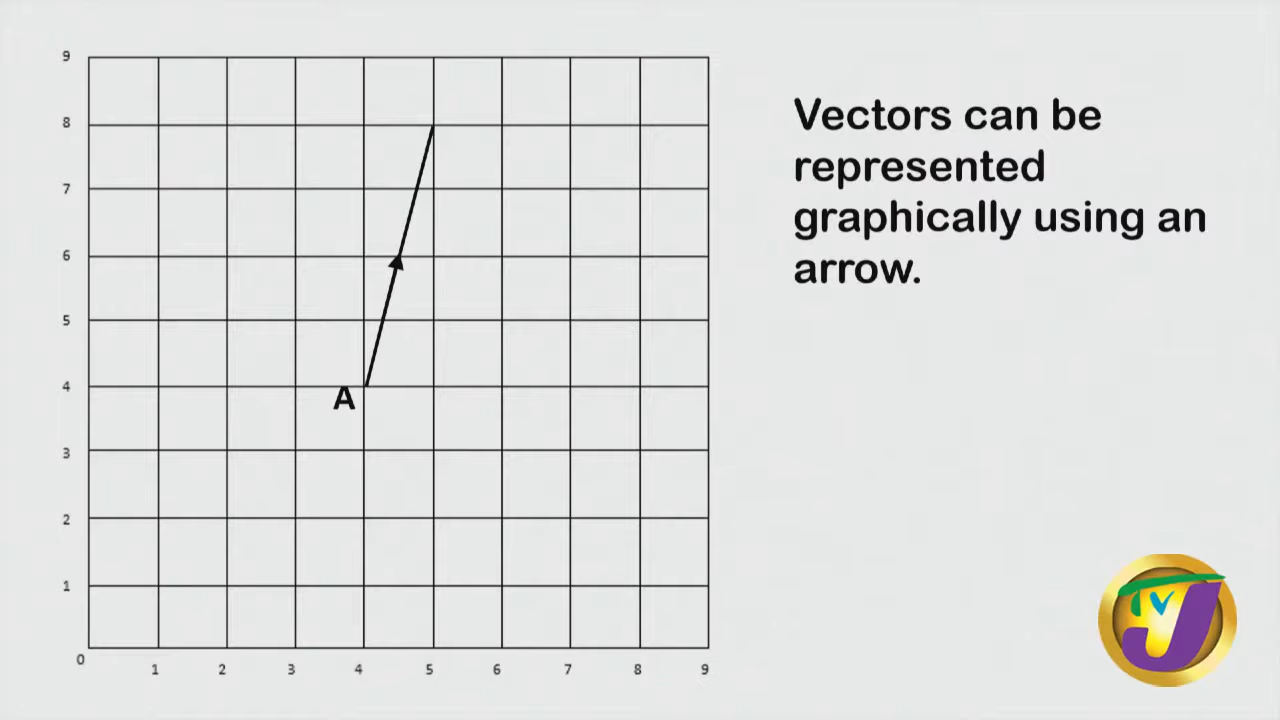 Vectors can be
represented
graphically using an
arrow.
9
8
7
6
5
4
3
2
1
0
A
1 2 3 4 5 6 7 8 9
TVJ